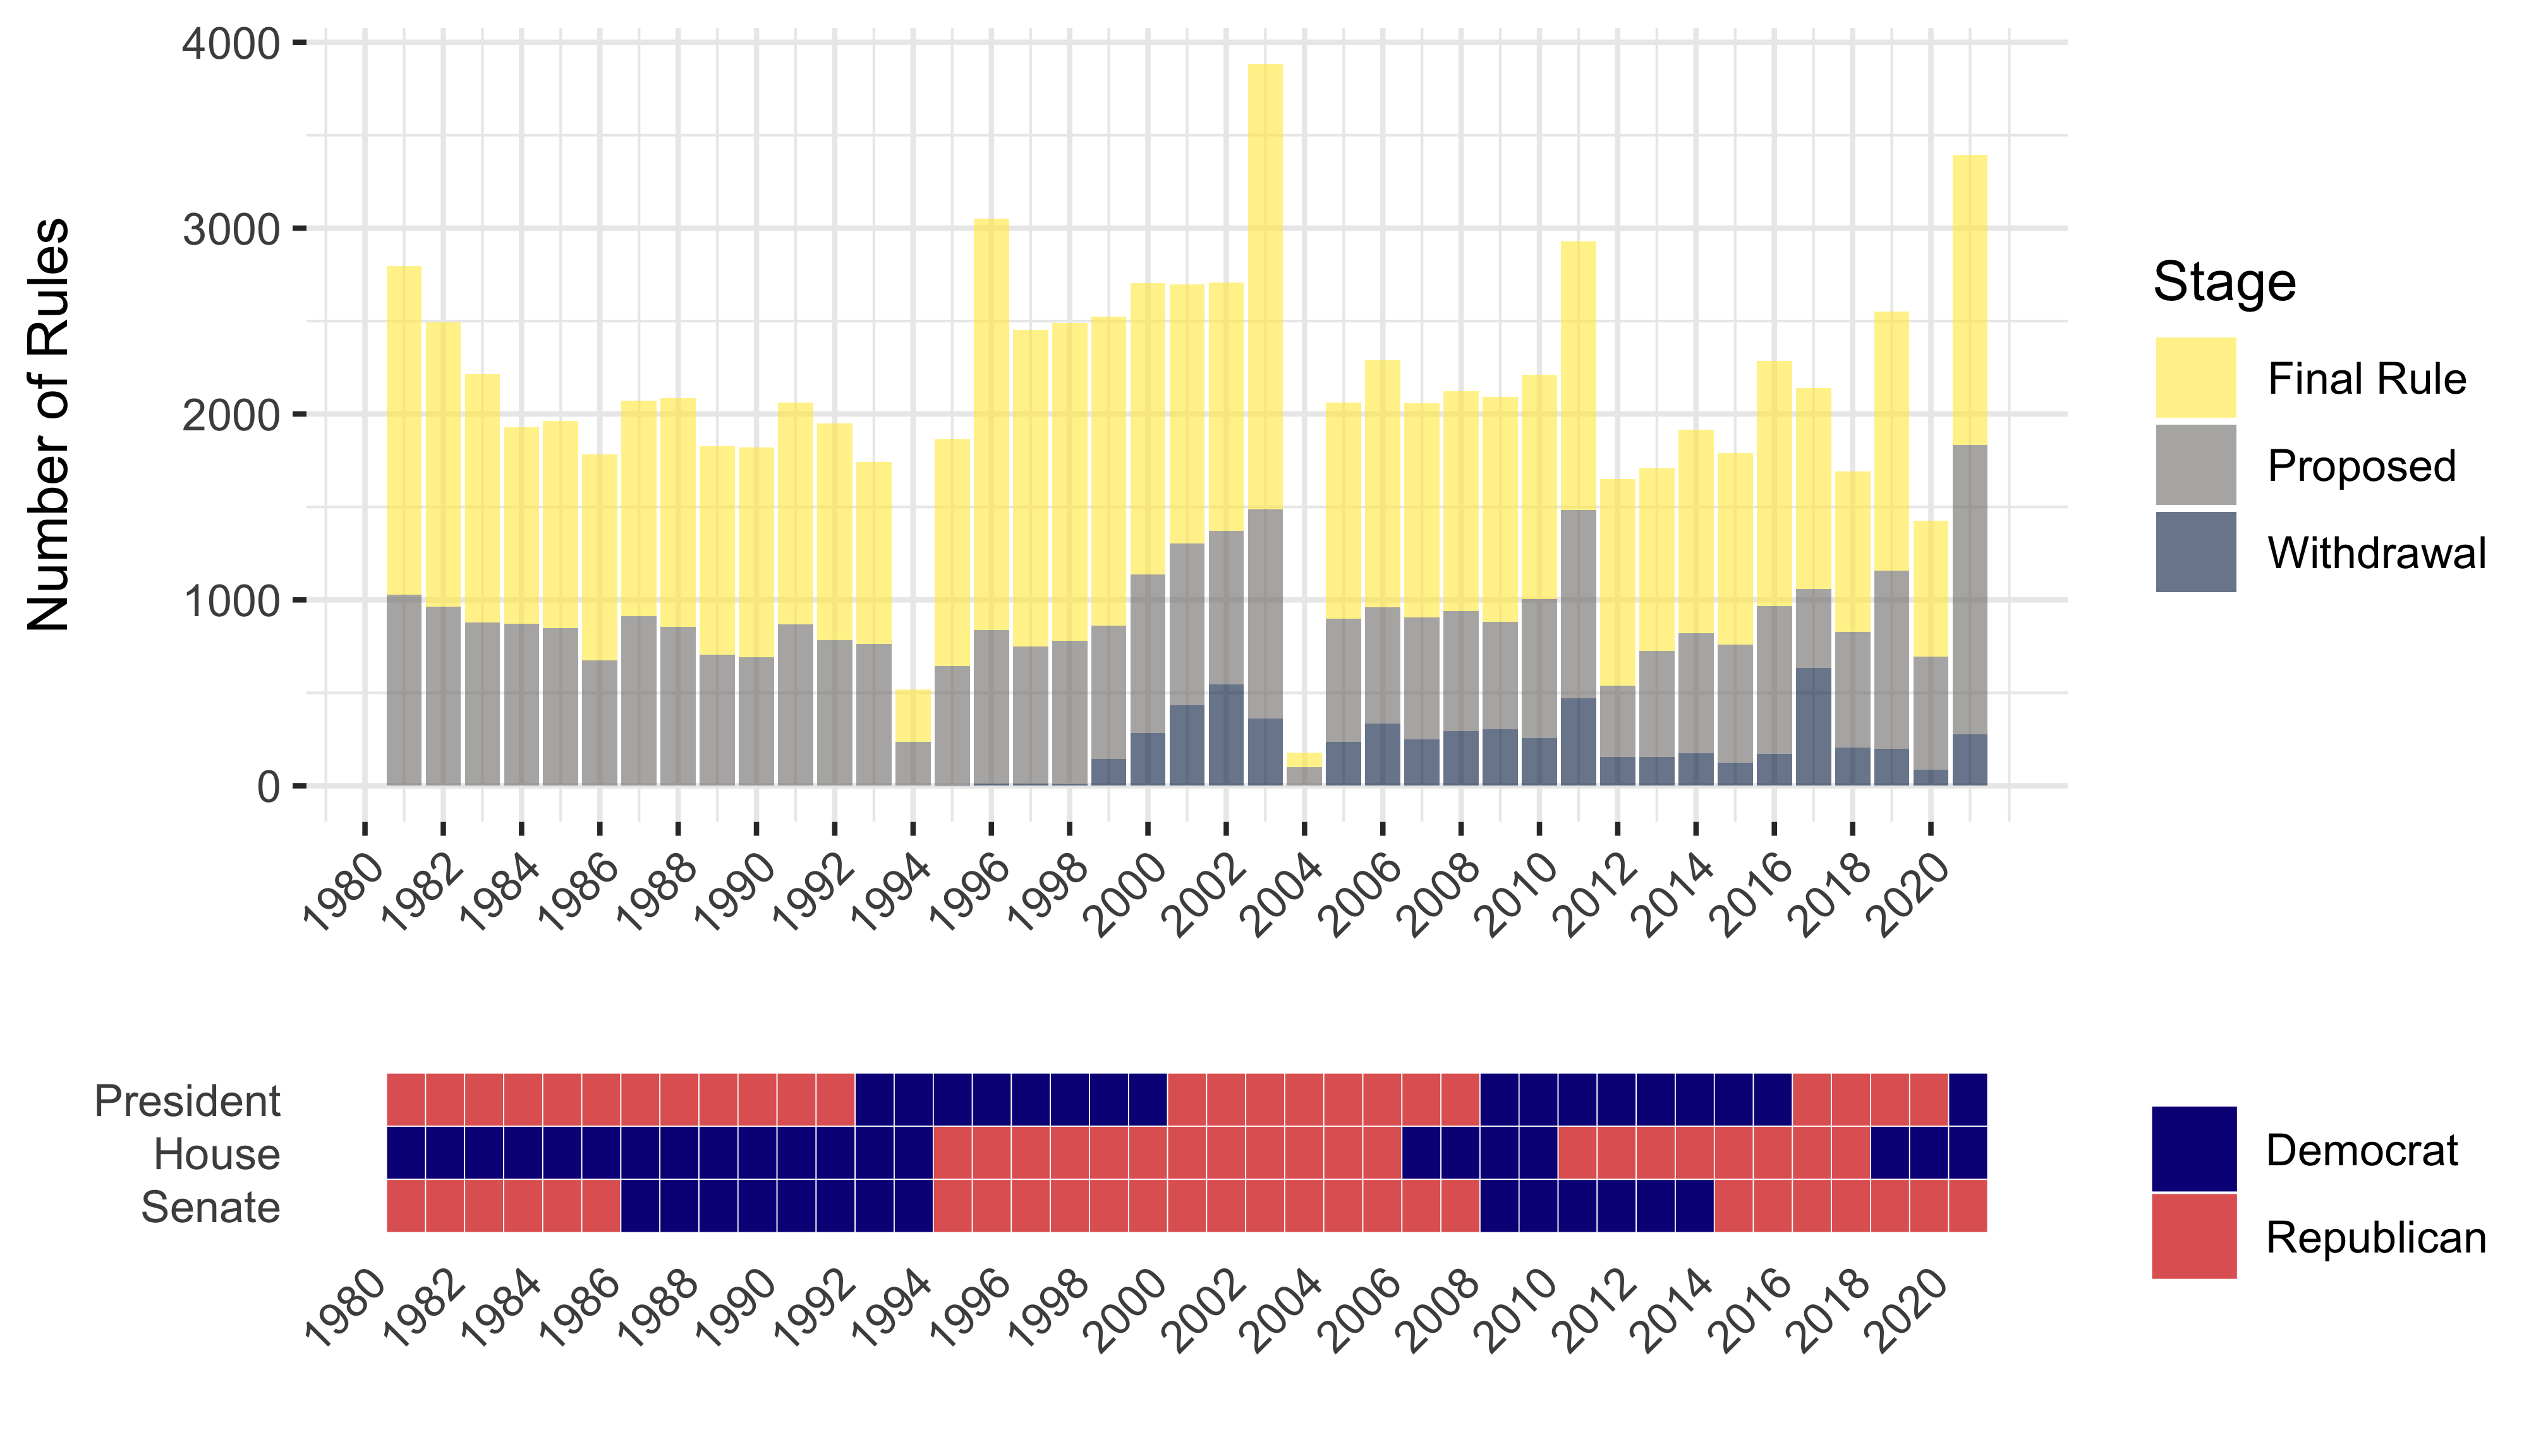 Number of Rules
4000
3000
2000
1000
0
1980 1982 1984 1986 1988 1990 1992 1994 1996 1998 2000 2002 2004 2006 2008 2010 2012 2014 2016 2018 2020
Stage
Final Rule
Proposed
Withdrawal
President
House
Senate
1980 1982 1984 1986 1988 1990 1992 1994 1996 1998 2000 2002 2004 2006 2008 2010 2012 2014 2016 2018 2020
Democrat
Republican